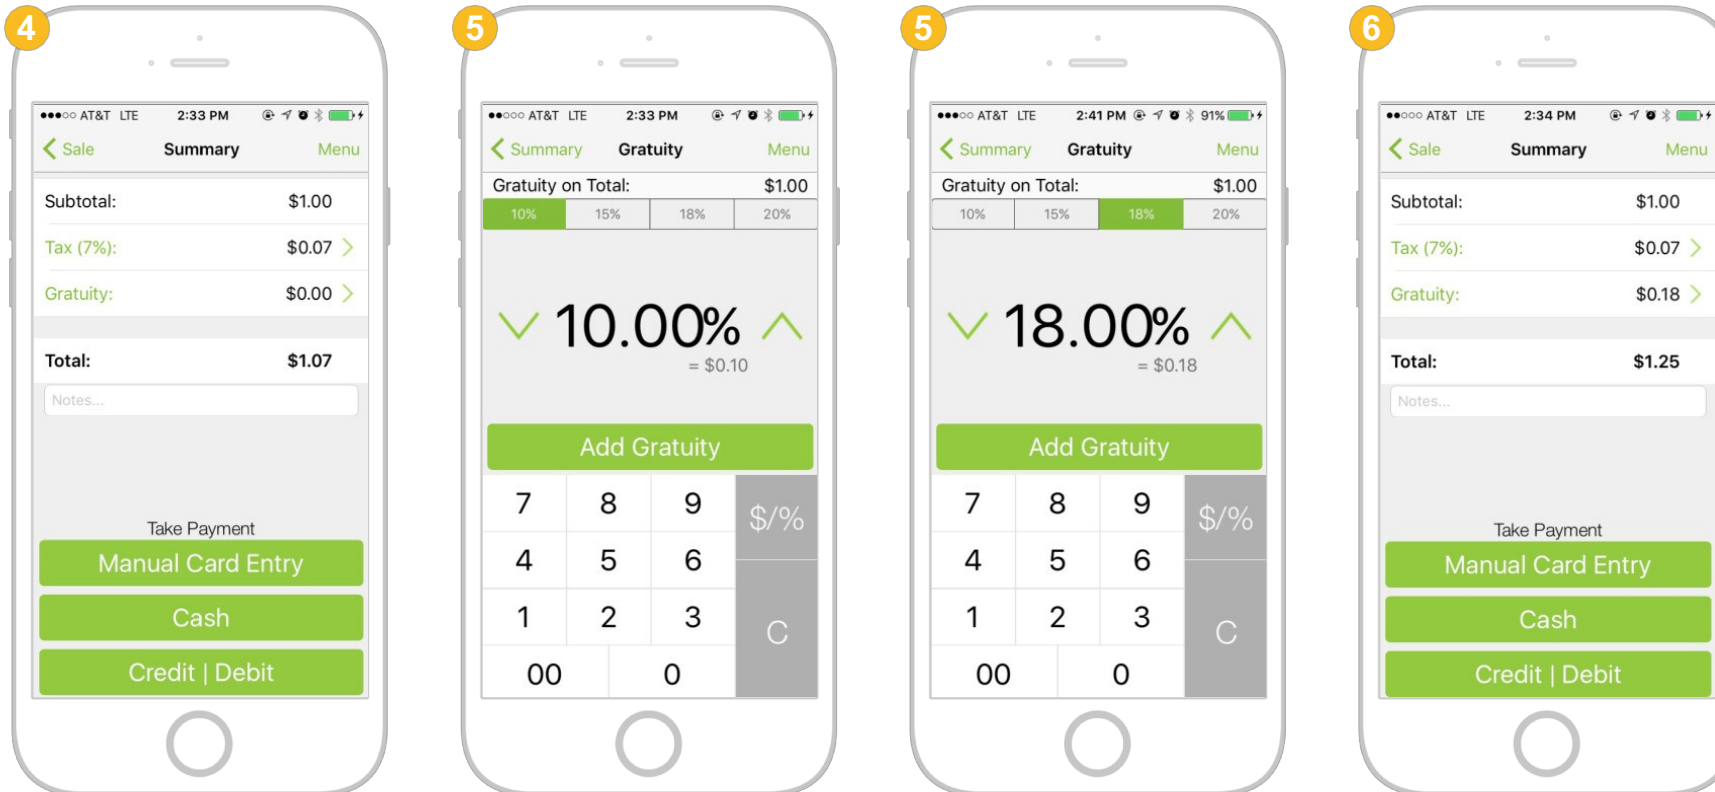 4
●●●○○ AT&T LTE 2:33 PM
Sale Summary Menu
Subtotal: $1.00
Tax (7%): $0.07
Gratuity: $0.00
Total: $1.07
Notes...
Take Payment
Manual Card Entry
Cash
Credit | Debit
5
●●○○○ AT&T LTE 2:33 PM
Summary Gratuity Menu
Gratuity on Total: $1.00
10% 15% 18% 20%
10.00%
= $0.10
Add Gratuity
7 8 9 $/%
4 5 6
1 2 3 C
00 0
5
●●●○○ AT&T LTE 2:41 PM 91%
Summary Gratuity Menu
Gratuity on Total: $1.00
10% 15% 18% 20%
18.00%
= $0.18
Add Gratuity
7 8 9 $/%
4 5 6
1 2 3 C
00 0
6
●●○○○ AT&T LTE 2:34 PM
Sale Summary Menu
Subtotal: $1.00
Tax (7%): $0.07
Gratuity: $0.18
Total: $1.25
Notes...
Take Payment
Manual Card Entry
Cash
Credit | Debit